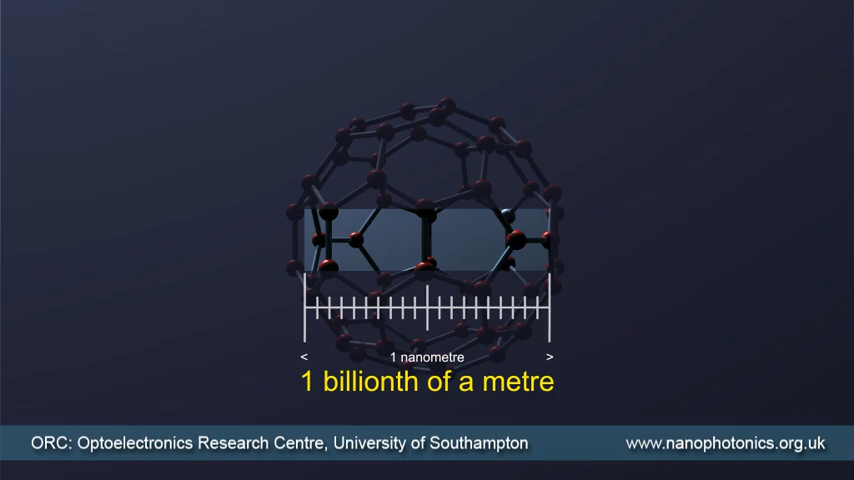 < 1 nanometre >
1 billionth of a metre
ORC: Optoelectronics Research Centre, University of Southampton www.nanophotonics.org.uk